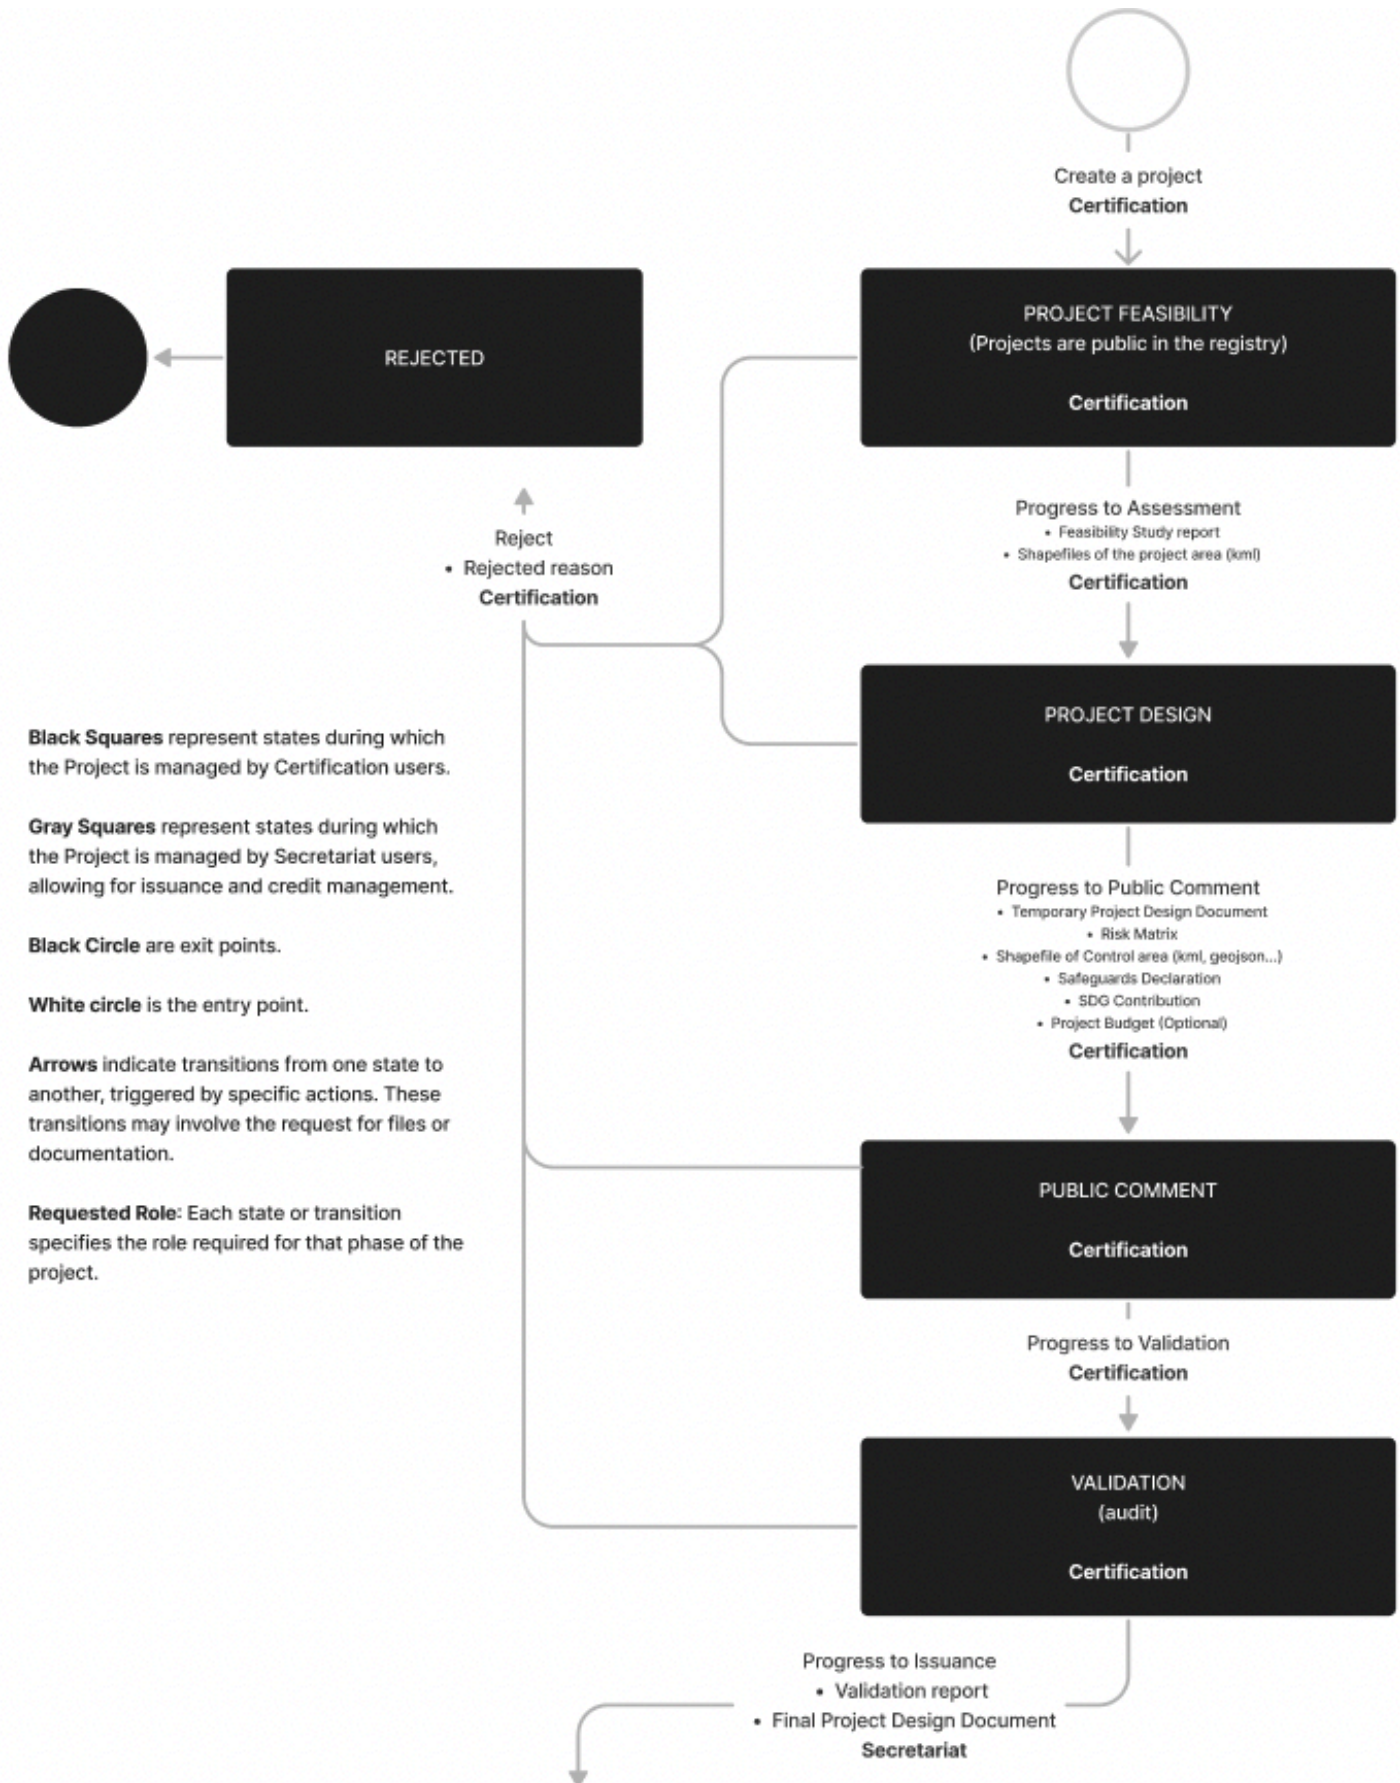 Create a project
Certification
PROJECT FEASIBILITY
(Projects are public in the registry)
Certification
REJECTED
Reject
• Rejected reason
Certification
Progress to Assessment
• Feasibility Study report
• Shapefiles of the project area (kml)
Certification
PROJECT DESIGN
Certification
Black Squares represent states during which
the Project is managed by Certification users.
Gray Squares represent states during which
the Project is managed by Secretariat users,
allowing for issuance and credit management.
Black Circle are exit points.
White circle is the entry point.
Arrows indicate transitions from one state to
another, triggered by specific actions. These
transitions may involve the request for files or
documentation.
Requested Role: Each state or transition
specifies the role required for that phase of the
project.
Progress to Public Comment
• Temporary Project Design Document
• Risk Matrix
• Shapefile of Control area (kml, geojson...)
• Safeguards Declaration
• SDG Contribution
• Project Budget (Optional)
Certification
PUBLIC COMMENT
Certification
Progress to Validation
Certification
VALIDATION
(audit)
Certification
Progress to Issuance
• Validation report
• Final Project Design Document
Secretariat